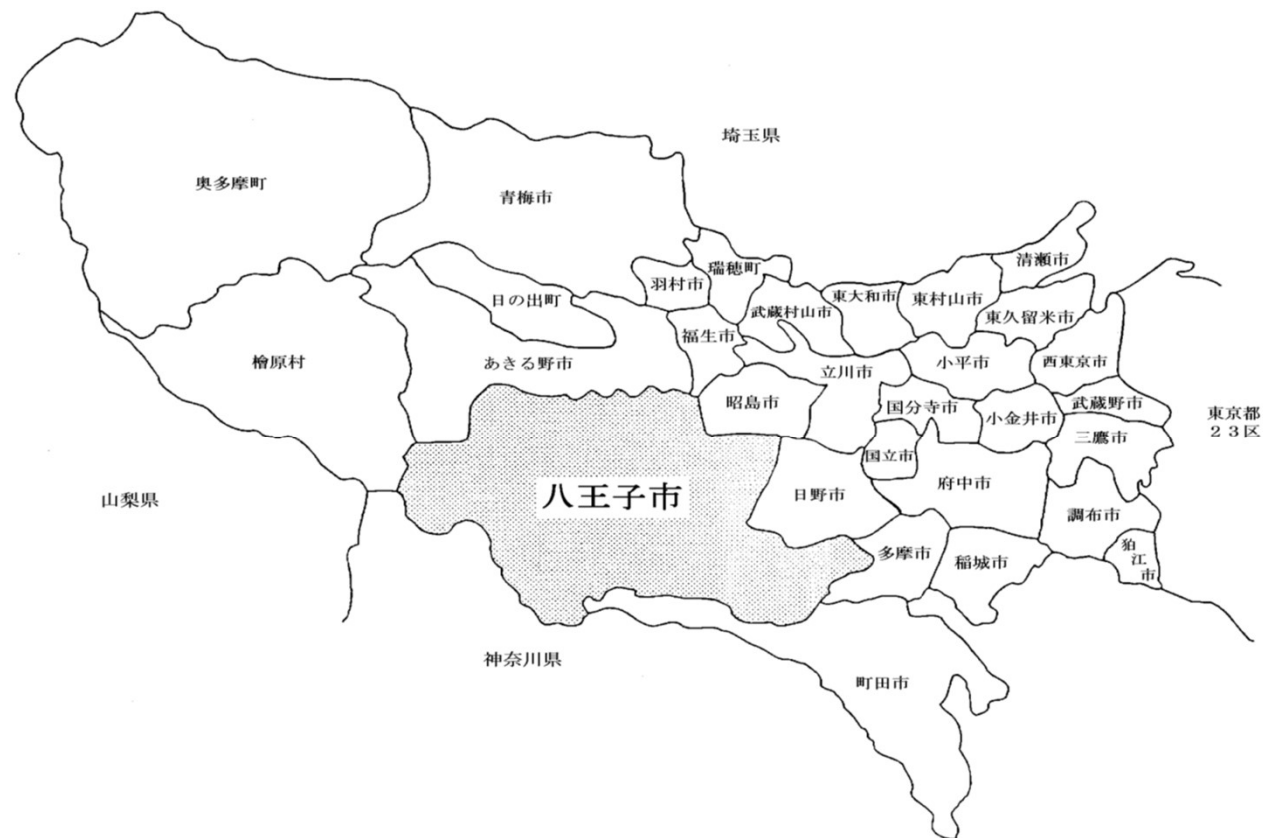 埼玉県
奥多摩町
青梅市
清瀬市
瑞穂町
羽村市
日の出町
東大和市
東村山市
武蔵村山市
東久留米市
福生市
檜原村
あきる野市
立川市
小平市
西東京市
昭島市
国分寺市
小金井市
武蔵野市
東京都
２３区
三鷹市
国立市
府中市
山梨県
八王子市
日野市
調布市
多摩市
稲城市
狛江市
神奈川県
町田市